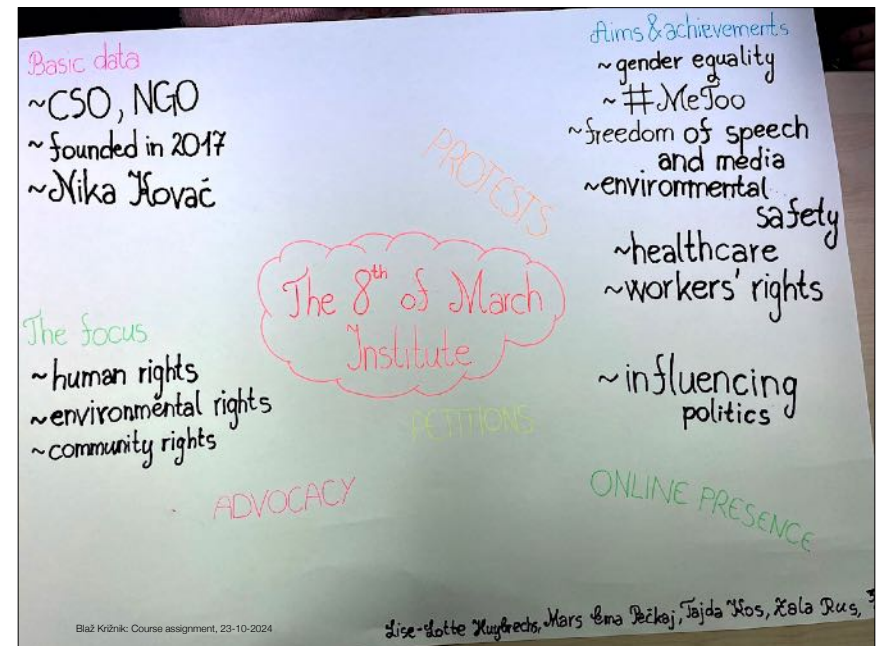 Basic data
~CSO, NGO
~founded in 2017
~Nika Kovač
Aims & achievements
~gender equality
~#MeToo
~freedom of speech
and media
~environmental
safety
~healthcare
~workers' rights
~influencing
politics
PROTESTS
The 8th of March
Institute
The focus
~human rights
~environmental rights
~community rights
PETITIONS
ADVOCACY
ONLINE PRESENCE
Lise-Lotte Huybrechs, Mars Ema Pečkaj, Tajda Kos, Zala Rus,
Blaž Križnik: Course assignment, 23-10-2024